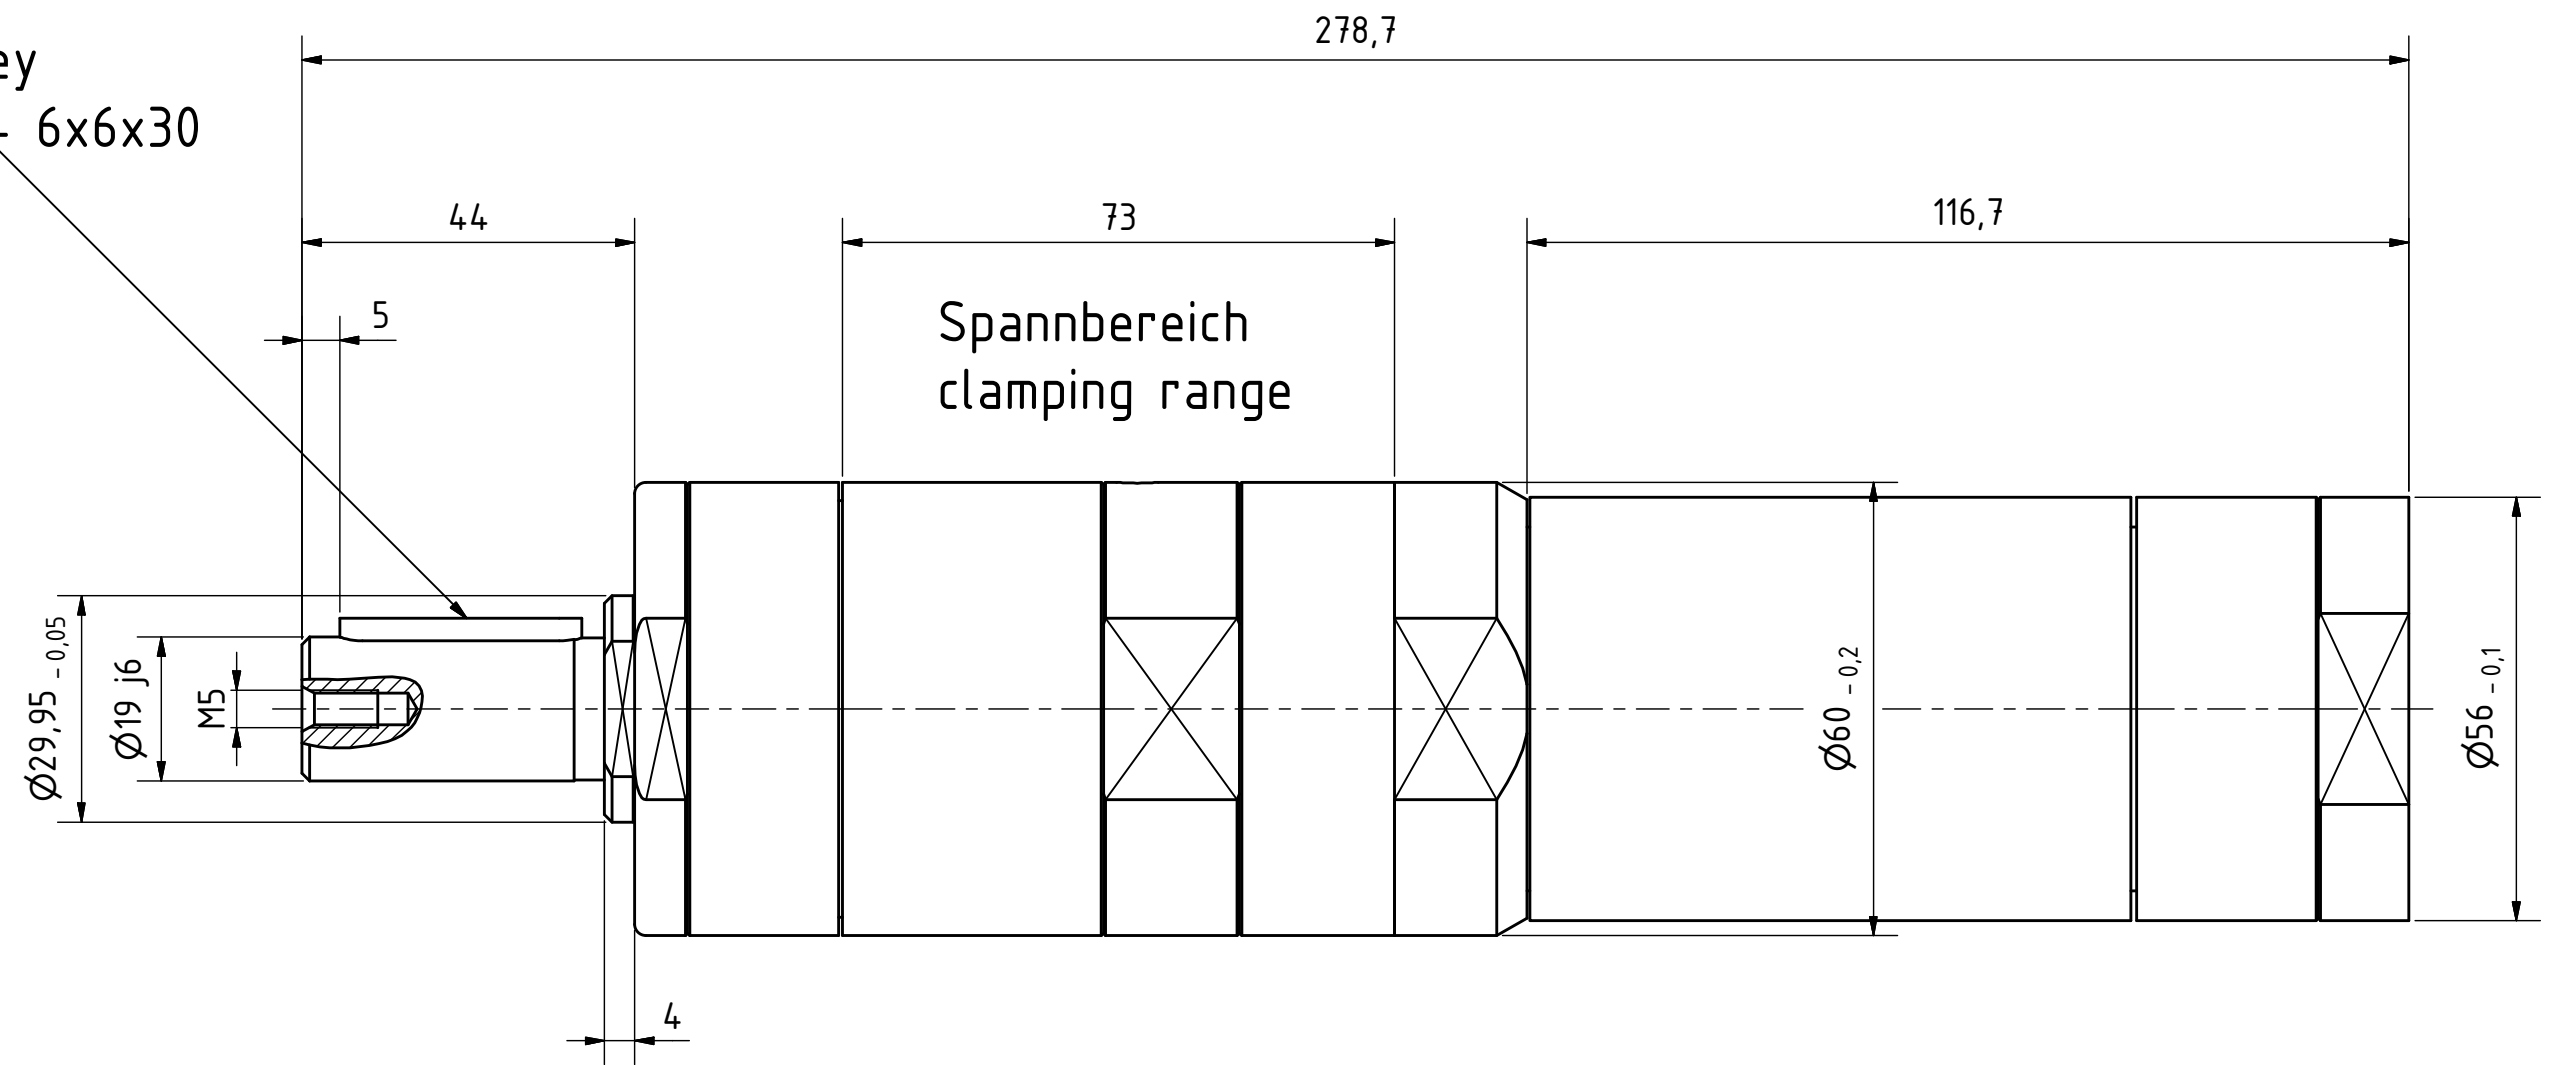 278,7
ey
- 6x6x30
44
73
116,7
5
Spannbereich
clamping range
Ø29,95 - 0,05
Ø19 j6
M5
Ø60 - 0,2
Ø56 - 0,1
4